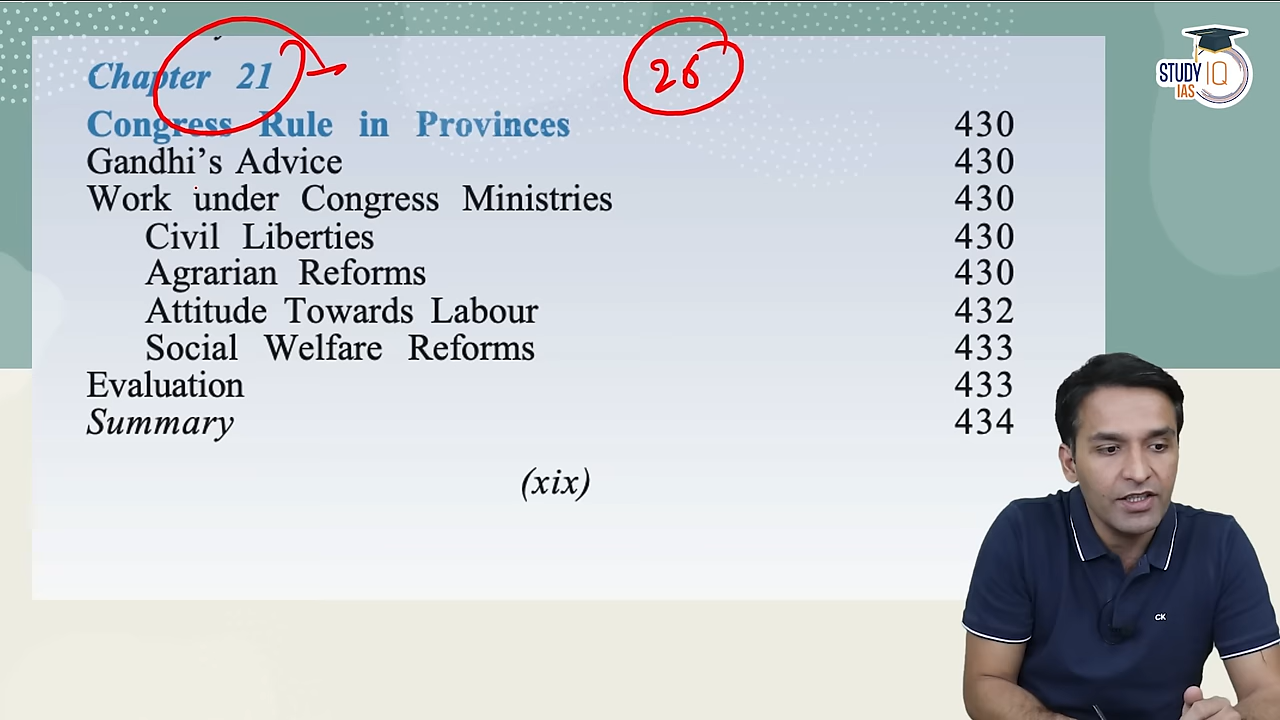 STUDY IQ
IAS
Chapter 21
26
Congress Rule in Provinces 430
Gandhi's Advice 430
Work under Congress Ministries 430
Civil Liberties 430
Agrarian Reforms 430
Attitude Towards Labour 432
Social Welfare Reforms 433
Evaluation 433
Summary 434
(xix)
CK